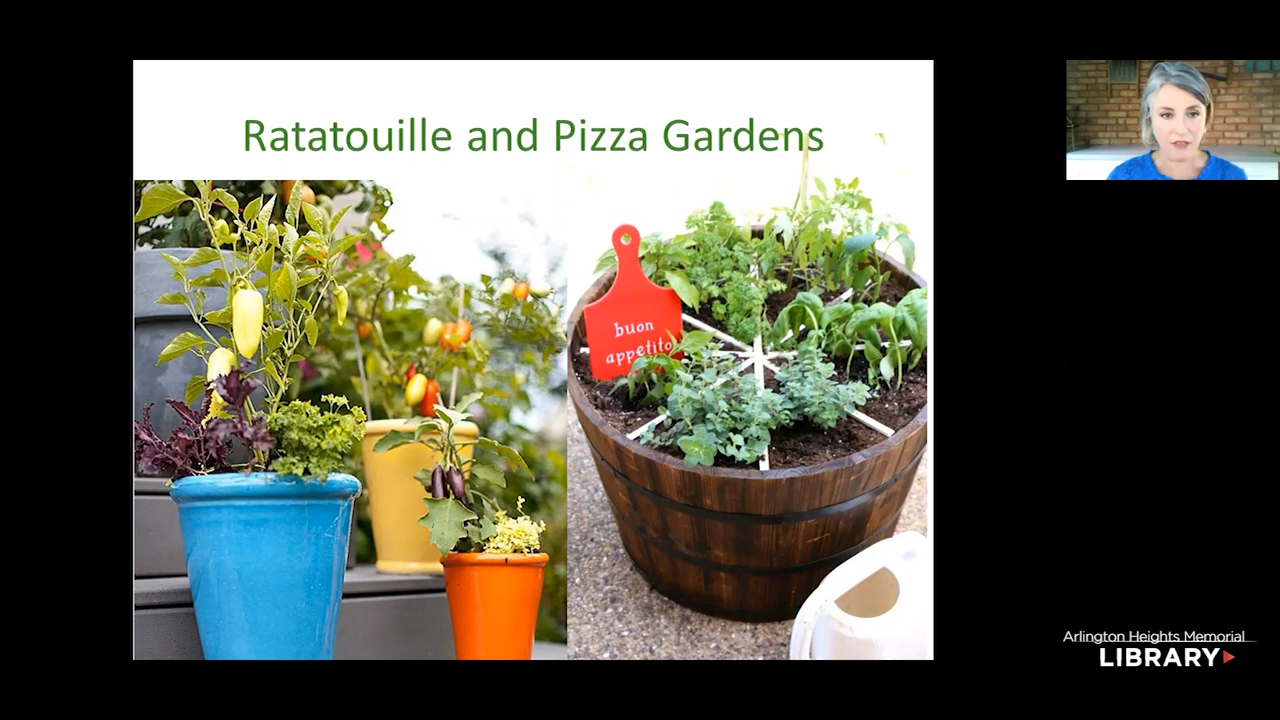 Ratatouille and Pizza Gardens
buon
appetito
Arlington Heights Memorial
LIBRARY